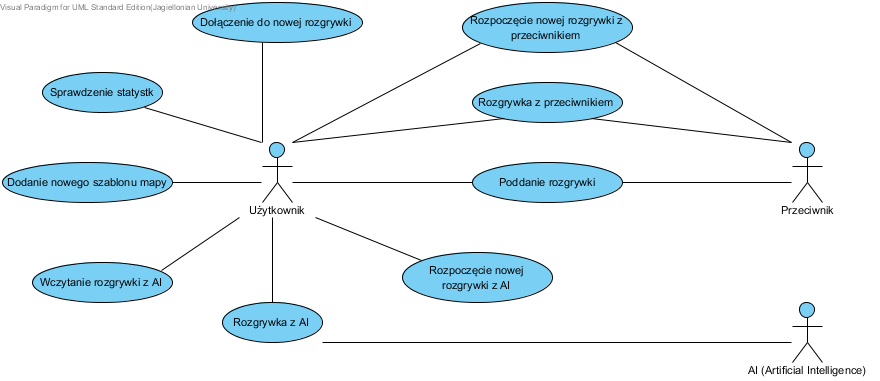 Visual Paradigm for UML Standard Edition(Jagiellonian University)
Dołączenie do nowej rozgrywki
Rozpoczęcie nowej rozgrywki z
przeciwnikiem
Sprawdzenie statystk
Rozgrywka z przeciwnikiem
Dodanie nowego szablonu mapy
Poddanie rozgrywki
Użytkownik
Przeciwnik
Wczytanie rozgrywki z AI
Rozpoczęcie nowej
rozgrywki z AI
Rozgrywka z AI
AI (Artificial Intelligence)